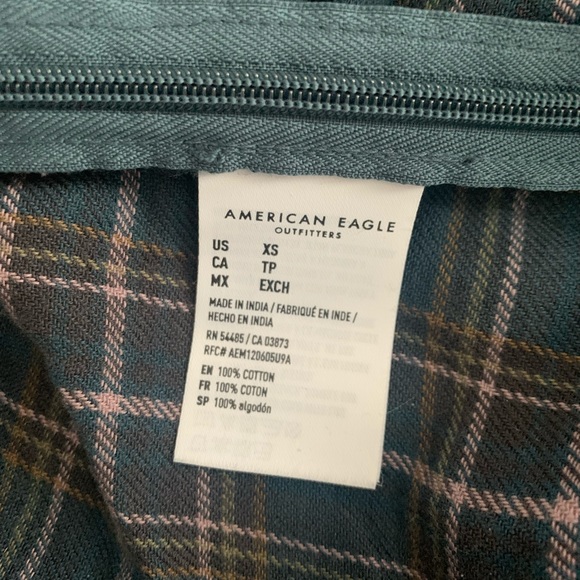 AMERICAN EAGLE
OUTFITTERS
US XS
CA TP
MX EXCH
MADE IN INDIA / FABRIQUÉ EN INDE /
HECHO EN INDIA
RN 54485 / CA 03873
RFC# AEM120605U9A
EN 100% COTTON
FR 100% COTON
SP 100% algodón